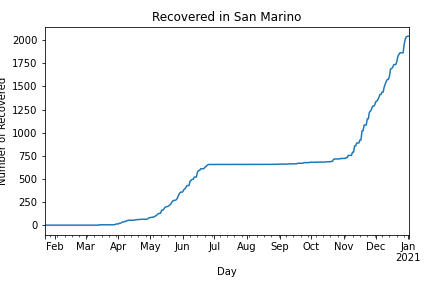 Recovered in San Marino
Number of Recovered
2000
1750
1500
1250
1000
750
500
250
0
Feb Mar Apr May Jun Jul Aug Sep Oct Nov Dec Jan
2021
Day